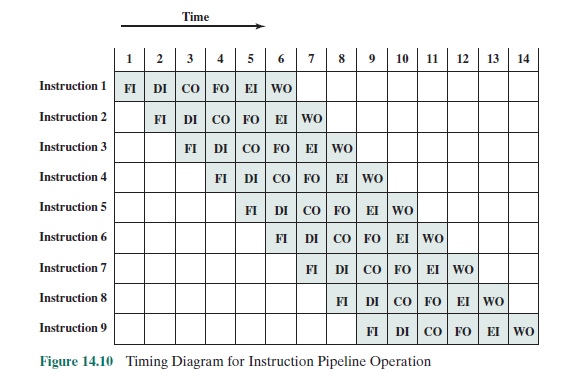 Time
1 2 3 4 5 6 7 8 9 10 11 12 13 14
Instruction 1 FI DI CO FO EI WO
Instruction 2 FI DI CO FO EI WO
Instruction 3 FI DI CO FO EI WO
Instruction 4 FI DI CO FO EI WO
Instruction 5 FI DI CO FO EI WO
Instruction 6 FI DI CO FO EI WO
Instruction 7 FI DI CO FO EI WO
Instruction 8 FI DI CO FO EI WO
Instruction 9 FI DI CO FO EI WO
Figure 14.10 Timing Diagram for Instruction Pipeline Operation